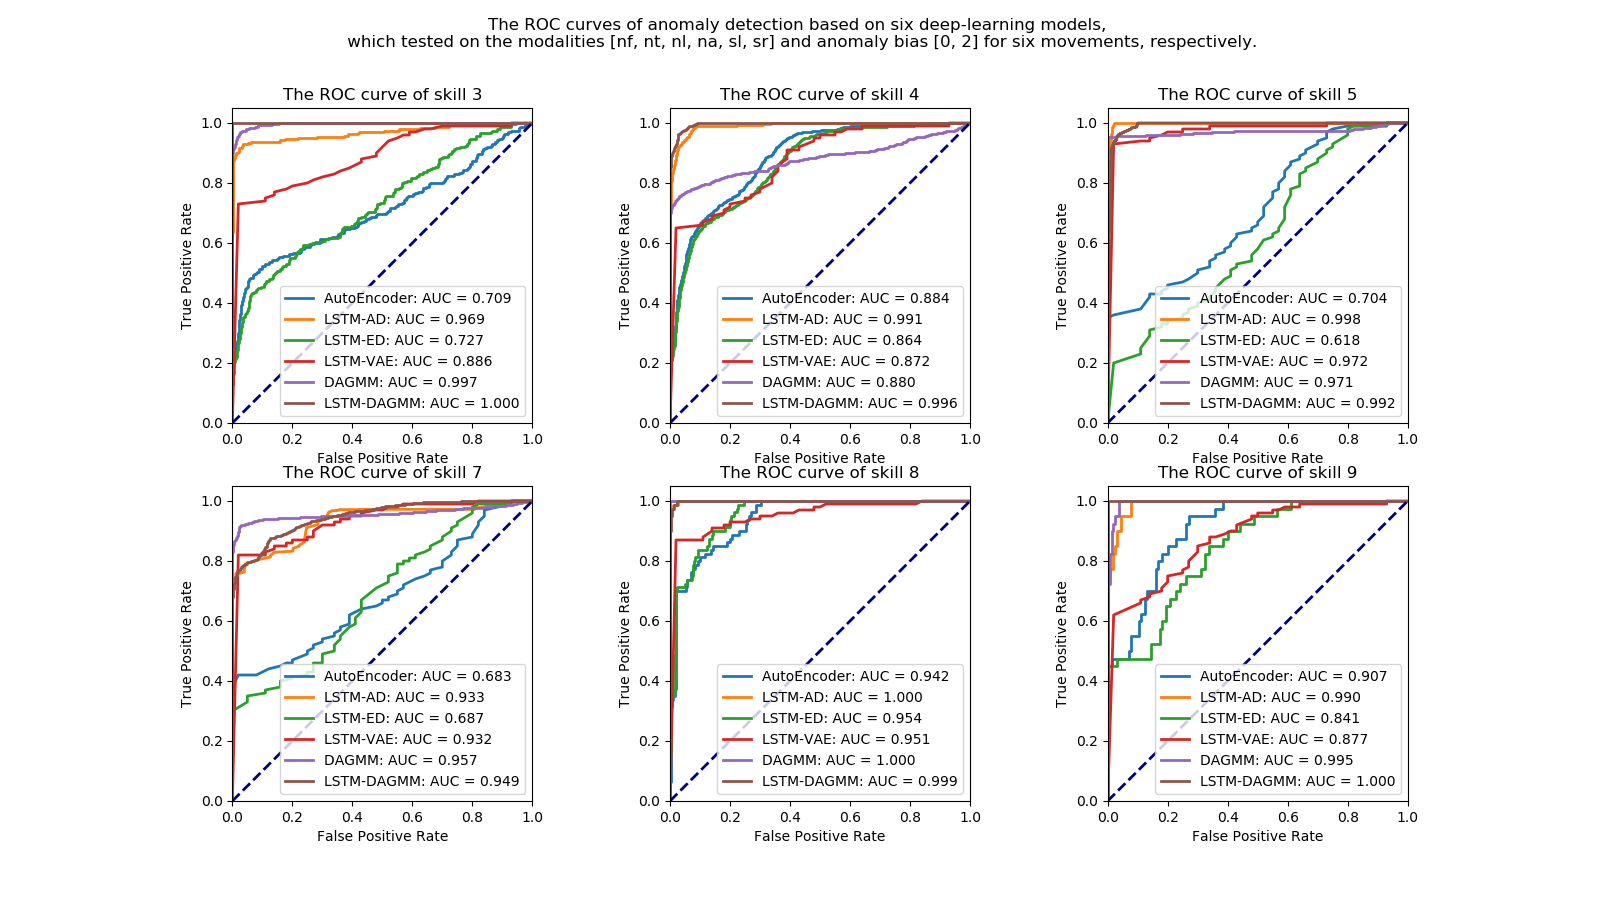 The ROC curves of anomaly detection based on six deep-learning models,
which tested on the modalities [nf, nt, nl, na, sl, sr] and anomaly bias [0, 2] for six movements, respectively.
The ROC curve of skill 3
True Positive Rate
1.0
0.8
0.6
0.4
0.2
0.0
AutoEncoder: AUC = 0.709
LSTM-AD: AUC = 0.969
LSTM-ED: AUC = 0.727
LSTM-VAE: AUC = 0.886
DAGMM: AUC = 0.997
LSTM-DAGMM: AUC = 1.000
0.0 0.2 0.4 0.6 0.8 1.0
False Positive Rate
The ROC curve of skill 4
True Positive Rate
1.0
0.8
0.6
0.4
0.2
0.0
AutoEncoder: AUC = 0.884
LSTM-AD: AUC = 0.991
LSTM-ED: AUC = 0.864
LSTM-VAE: AUC = 0.872
DAGMM: AUC = 0.880
LSTM-DAGMM: AUC = 0.996
0.0 0.2 0.4 0.6 0.8 1.0
False Positive Rate
The ROC curve of skill 5
True Positive Rate
1.0
0.8
0.6
0.4
0.2
0.0
AutoEncoder: AUC = 0.704
LSTM-AD: AUC = 0.998
LSTM-ED: AUC = 0.618
LSTM-VAE: AUC = 0.972
DAGMM: AUC = 0.971
LSTM-DAGMM: AUC = 0.992
0.0 0.2 0.4 0.6 0.8 1.0
False Positive Rate
The ROC curve of skill 7
True Positive Rate
1.0
0.8
0.6
0.4
0.2
0.0
AutoEncoder: AUC = 0.683
LSTM-AD: AUC = 0.933
LSTM-ED: AUC = 0.687
LSTM-VAE: AUC = 0.932
DAGMM: AUC = 0.957
LSTM-DAGMM: AUC = 0.949
0.0 0.2 0.4 0.6 0.8 1.0
False Positive Rate
The ROC curve of skill 8
True Positive Rate
1.0
0.8
0.6
0.4
0.2
0.0
AutoEncoder: AUC = 0.942
LSTM-AD: AUC = 1.000
LSTM-ED: AUC = 0.954
LSTM-VAE: AUC = 0.951
DAGMM: AUC = 1.000
LSTM-DAGMM: AUC = 0.999
0.0 0.2 0.4 0.6 0.8 1.0
False Positive Rate
The ROC curve of skill 9
True Positive Rate
1.0
0.8
0.6
0.4
0.2
0.0
AutoEncoder: AUC = 0.907
LSTM-AD: AUC = 0.990
LSTM-ED: AUC = 0.841
LSTM-VAE: AUC = 0.877
DAGMM: AUC = 0.995
LSTM-DAGMM: AUC = 1.000
0.0 0.2 0.4 0.6 0.8 1.0
False Positive Rate